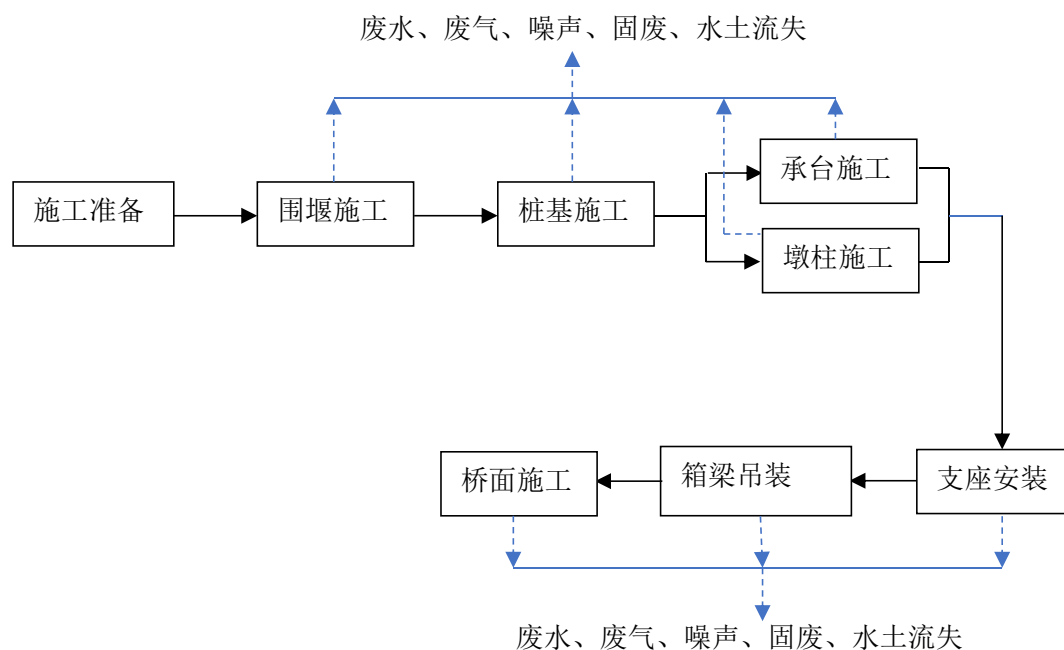 废水、废气、噪声、固废、水土流失
施工准备
围堰施工
桩基施工
承台施工
墩柱施工
桥面施工
箱梁吊装
支座安装
废水、废气、噪声、固废、水土流失